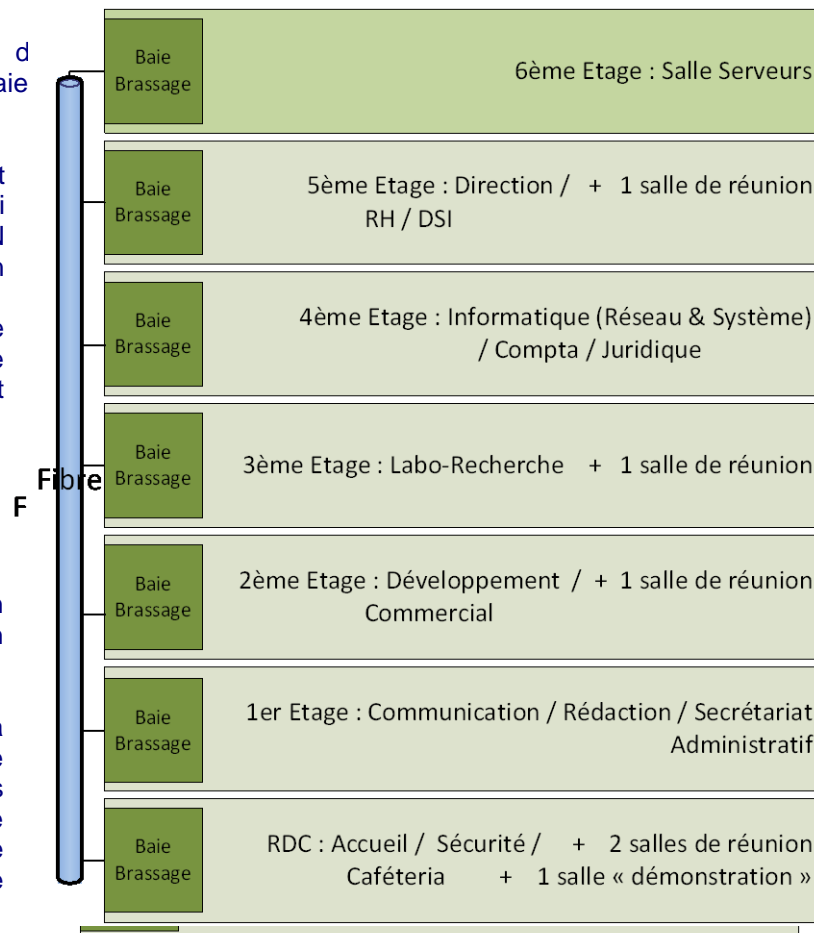 d
aie
t
i
N
n
e
e
t
Fibre
F
n
n
a
e
s
e
e
e
Baie
Brassage
6ème Etage : Salle Serveurs
Baie
Brassage
5ème Etage : Direction / + 1 salle de réunion
RH / DSI
Baie
Brassage
4ème Etage : Informatique (Réseau & Système)
/ Compta / Juridique
Baie
Brassage
3ème Etage : Labo-Recherche + 1 salle de réunion
Baie
Brassage
2ème Etage : Développement / + 1 salle de réunion
Commercial
Baie
Brassage
1er Etage : Communication / Rédaction / Secrétariat
Administratif
Baie
Brassage
RDC : Accueil / Sécurité / + 2 salles de réunion
Caféteria + 1 salle « démonstration »